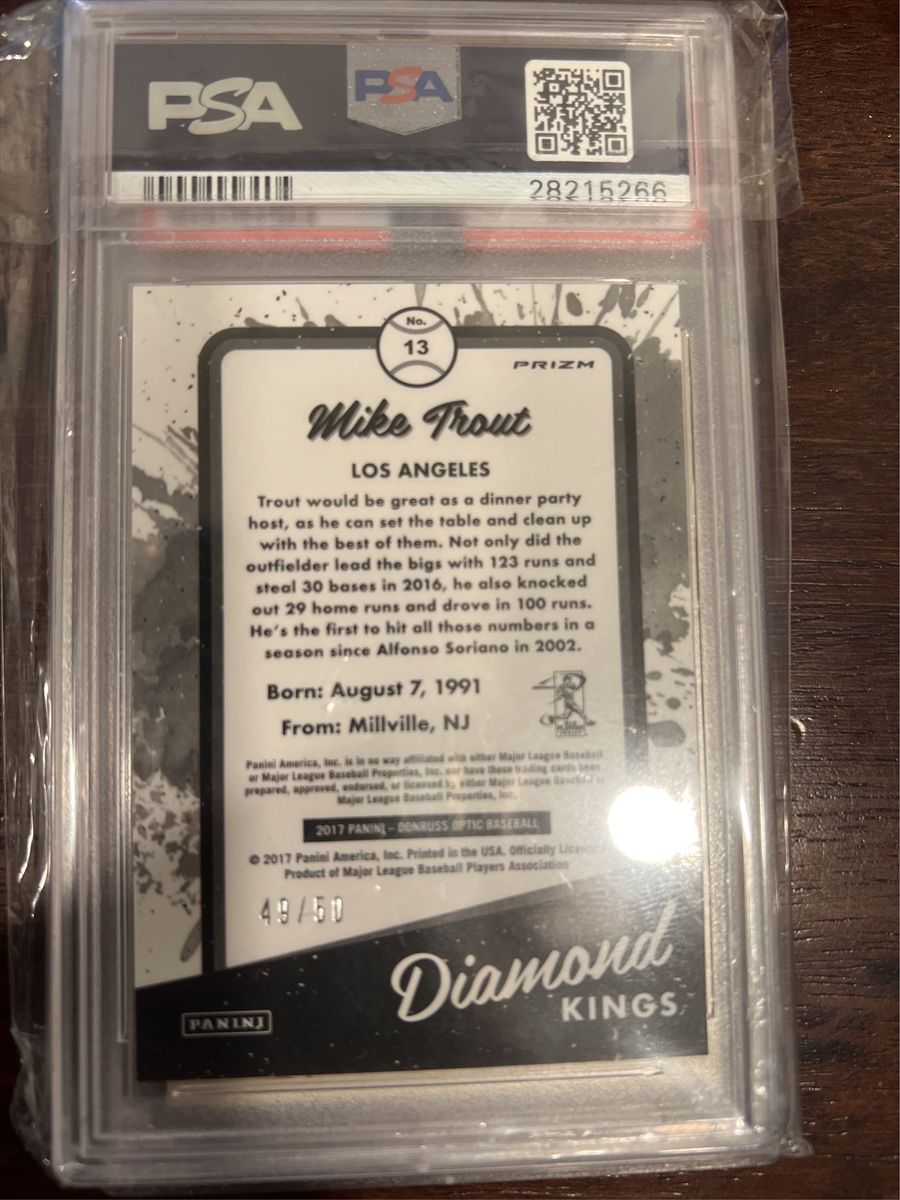 PSA
PSA
28215266
No.
13
PRIZM
Mike Trout
LOS ANGELES
Trout would be great as a dinner party
host, as he can set the table and clean up
with the best of them. Not only did the
outfielder lead the bigs with 123 runs and
steal 30 bases in 2016, he also knocked
out 29 home runs and drove in 100 runs.
He's the first to hit all those numbers in a
season since Alfonso Soriano in 2002.
Born: August 7, 1991
From: Millville, NJ
Panini America, Inc. is in no way affiliated with either Major League Baseball
or Major League Baseball Properties, Inc. nor have these trading cards been
prepared, approved, endorsed, or licensed by either Major League Baseball or
Major League Baseball Properties, Inc.
2017 PANINI – DONRUSS OPTIC BASEBALL
© 2017 Panini America, Inc. Printed in the USA. Officially
Product of Major League Baseball Players Association
49/50
Diamond
KINGS
PANINI